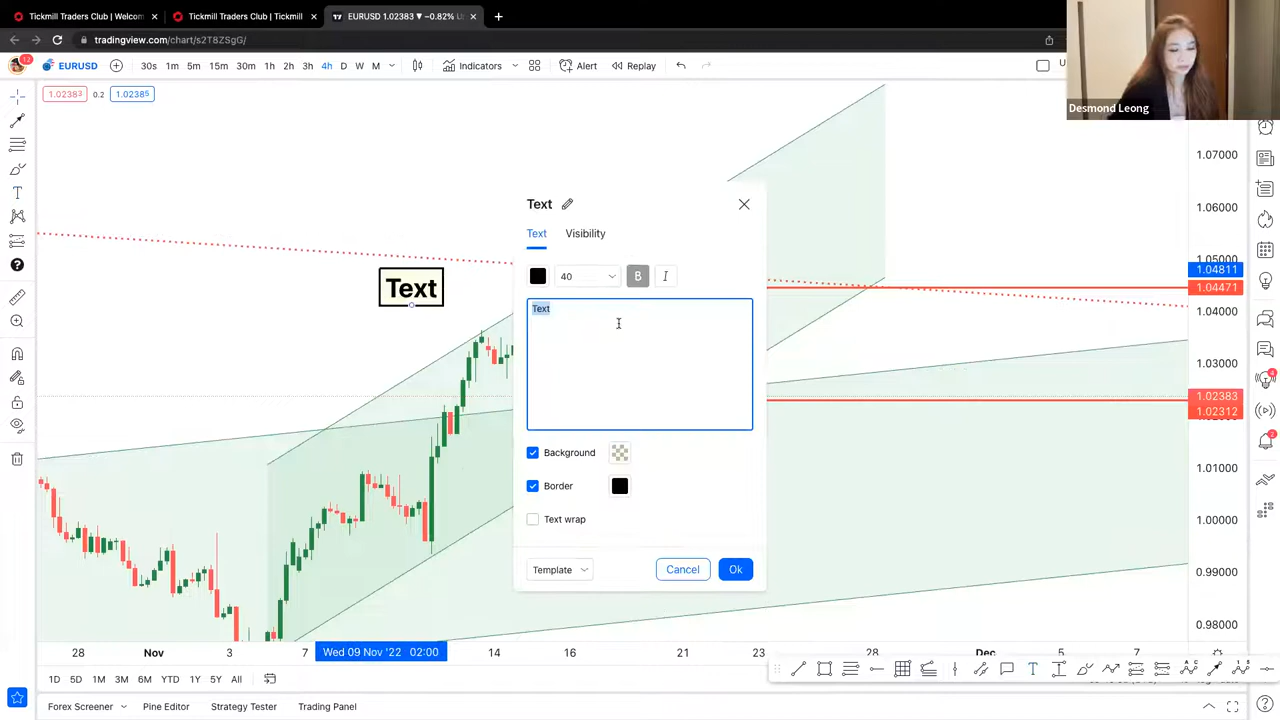 Tickmill Traders Club | Welcom
Tickmill Traders Club | Tickmill
EURUSD 1.02383 ▼ −0.82% U
tradingview.com/chart/s2T8ZSgG/
12
EURUSD
30s 1m 5m 15m 30m 1h 2h 3h 4h D W M
Indicators
Alert
Replay
Desmond Leong
1.02383
0.2
1.02385
1.07000
1.06000
1.05000
1.04811
1.04471
1.04000
1.03000
1.02383
1.02312
1.01000
1.00000
0.99000
0.98000
Text
Text
Text
Visibility
40
B
I
Text
Background
Border
Text wrap
Template
Cancel
Ok
4
2
28
Nov
3
7
Wed 09 Nov '22 02:00
14
16
21
23
28
Dec
5
7
1D 5D 1M 3M 6M YTD 1Y 5Y All
Forex Screener
Pine Editor
Strategy Tester
Trading Panel